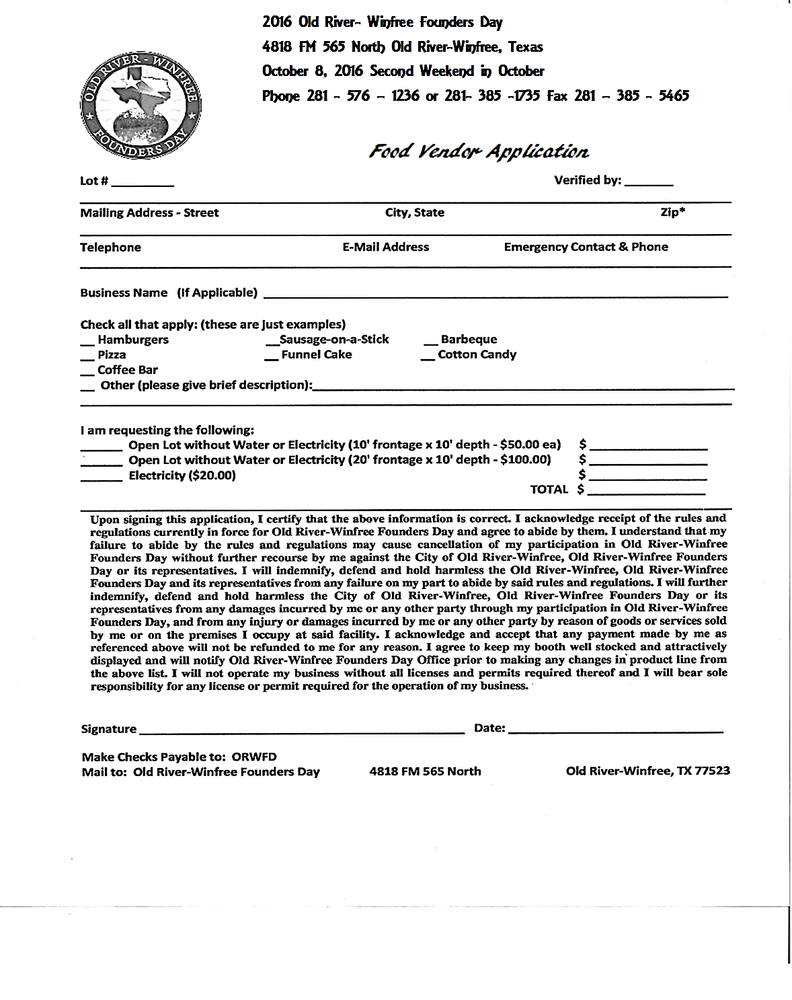 2016 Old River- Winfree Founders Day
4818 FM 565 North Old River-Winfree, Texas
October 8, 2016 Second Weekend in October
Phone 281 - 576 - 1236 or 281- 385 -1735 Fax 281 - 385 - 5465
OLD RIVER - WINFREE
FOUNDERS DAY
Food Vendor Application
Lot # __________ Verified by: ________
Mailing Address - Street City, State Zip*
Telephone E-Mail Address Emergency Contact & Phone
Business Name (If Applicable) ______________________________
Check all that apply: (these are just examples)
__ Hamburgers __Sausage-on-a-Stick __ Barbeque
__ Pizza __ Funnel Cake __ Cotton Candy
__ Coffee Bar
__ Other (please give brief description):______________________________
I am requesting the following:
______ Open Lot without Water or Electricity (10' frontage x 10' depth - $50.00 ea) $ ________________
______ Open Lot without Water or Electricity (20' frontage x 10' depth - $100.00) $ ________________
______ Electricity ($20.00) $ ________________
TOTAL $ ________________
Upon signing this application, I certify that the above information is correct. I acknowledge receipt of the rules and
regulations currently in force for Old River-Winfree Founders Day and agree to abide by them. I understand that my
failure to abide by the rules and regulations may cause cancellation of my participation in Old River-Winfree
Founders Day without further recourse by me against the City of Old River-Winfree, Old River-Winfree Founders
Day or its representatives. I will indemnify, defend and hold harmless the Old River-Winfree, Old River-Winfree
Founders Day and its representatives from any failure on my part to abide by said rules and regulations. I will further
indemnify, defend and hold harmless the City of Old River-Winfree, Old River-Winfree Founders Day or its
representatives from any damages incurred by me or any other party through my participation in Old River-Winfree
Founders Day, and from any injury or damages incurred by me or any other party by reason of goods or services sold
by me or on the premises I occupy at said facility. I acknowledge and accept that any payment made by me as
referenced above will not be refunded to me for any reason. I agree to keep my booth well stocked and attractively
displayed and will notify Old River-Winfree Founders Day Office prior to making any changes in product line from
the above list. I will not operate my business without all licenses and permits required thereof and I will bear sole
responsibility for any license or permit required for the operation of my business.
Signature ______________________________ Date: ______________________________
Make Checks Payable to: ORWFD
Mail to: Old River-Winfree Founders Day 4818 FM 565 North Old River-Winfree, TX 77523